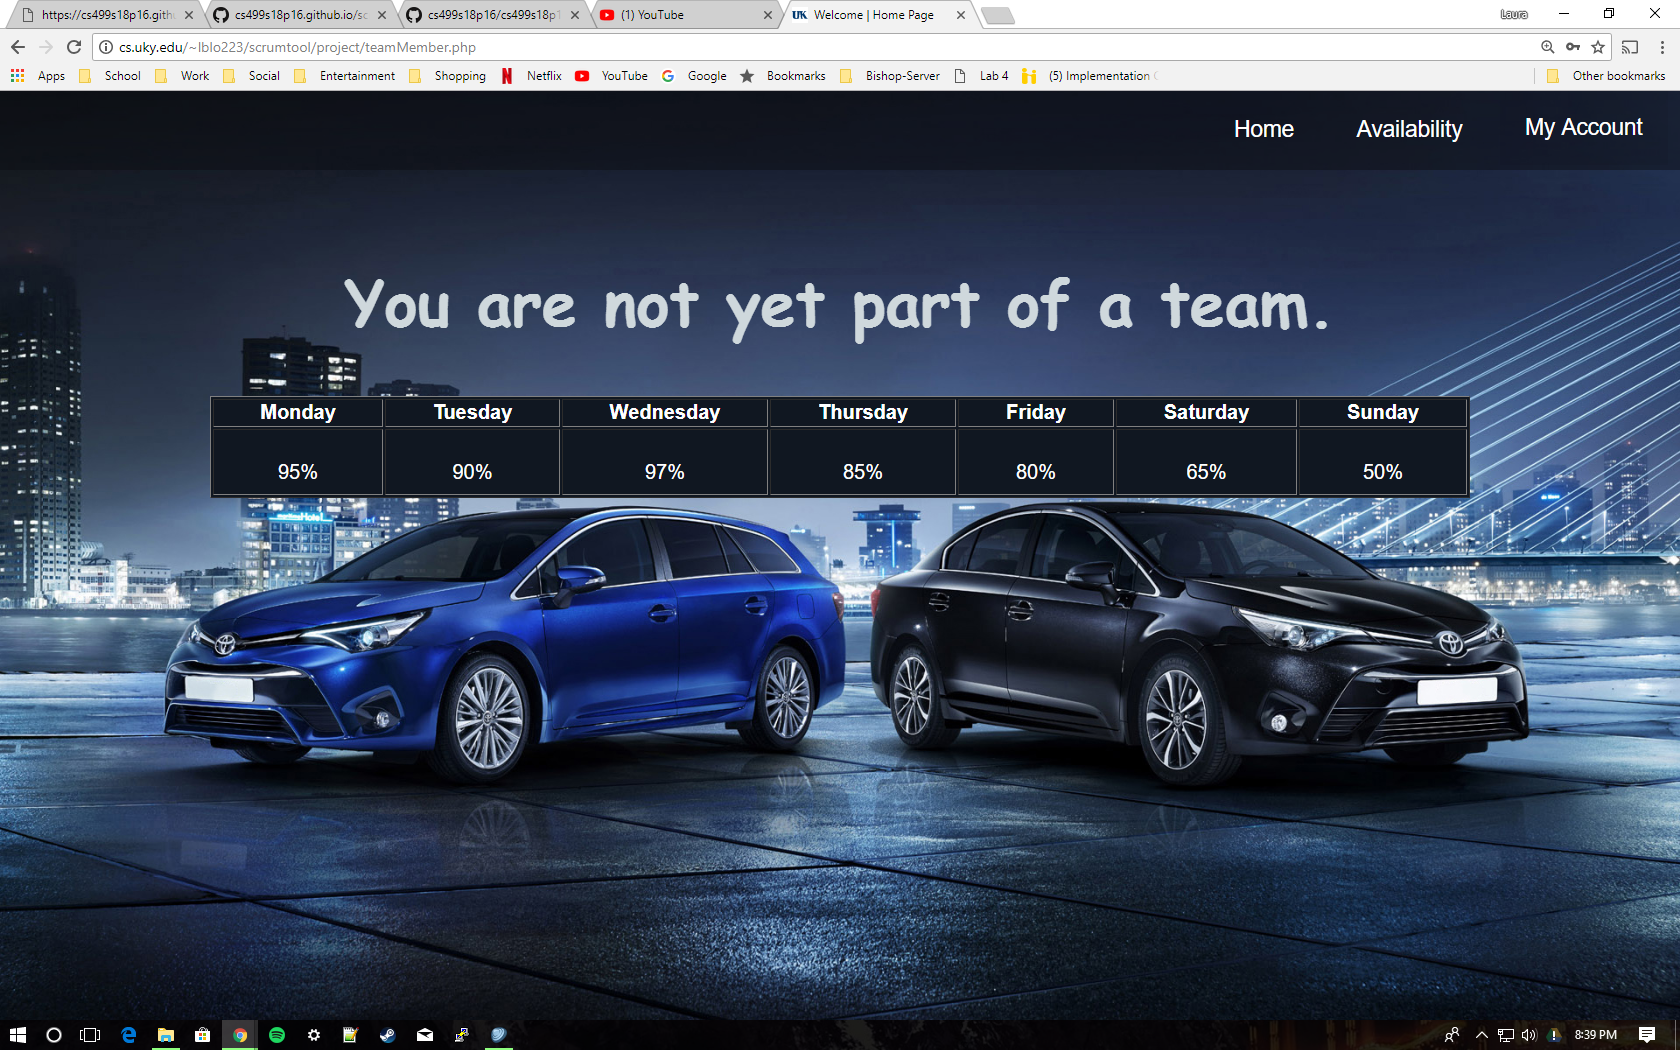 https://cs499s18p16.gith
cs499s18p16.github.io/sc
cs499s18p16/cs499s18p1
(1) YouTube
UK Welcome | Home Page
Laura
cs.uky.edu/~lblo223/scrumtool/project/teamMember.php
Apps School Work Social Entertainment Shopping Netflix YouTube Google Bookmarks Bishop-Server Lab 4 (5) Implementation Other bookmarks
Home Availability My Account
You are not yet part of a team.
Monday Tuesday Wednesday Thursday Friday Saturday Sunday
95% 90% 97% 85% 80% 65% 50%
8:39 PM